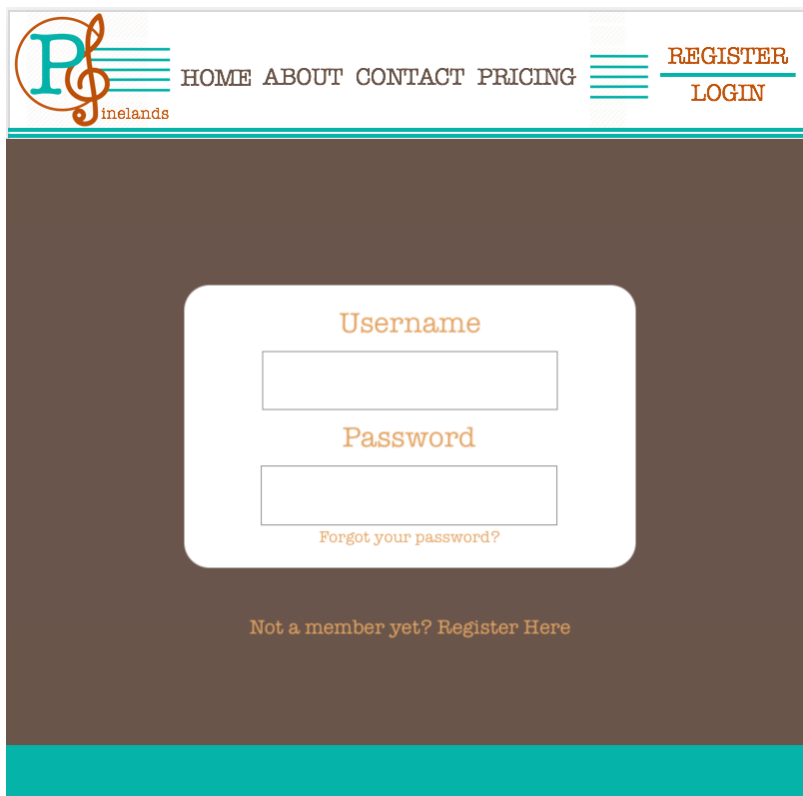 P
inelands
HOME ABOUT CONTACT PRICING
REGISTER
LOGIN
Username
Password
Forgot your password?
Not a member yet? Register Here